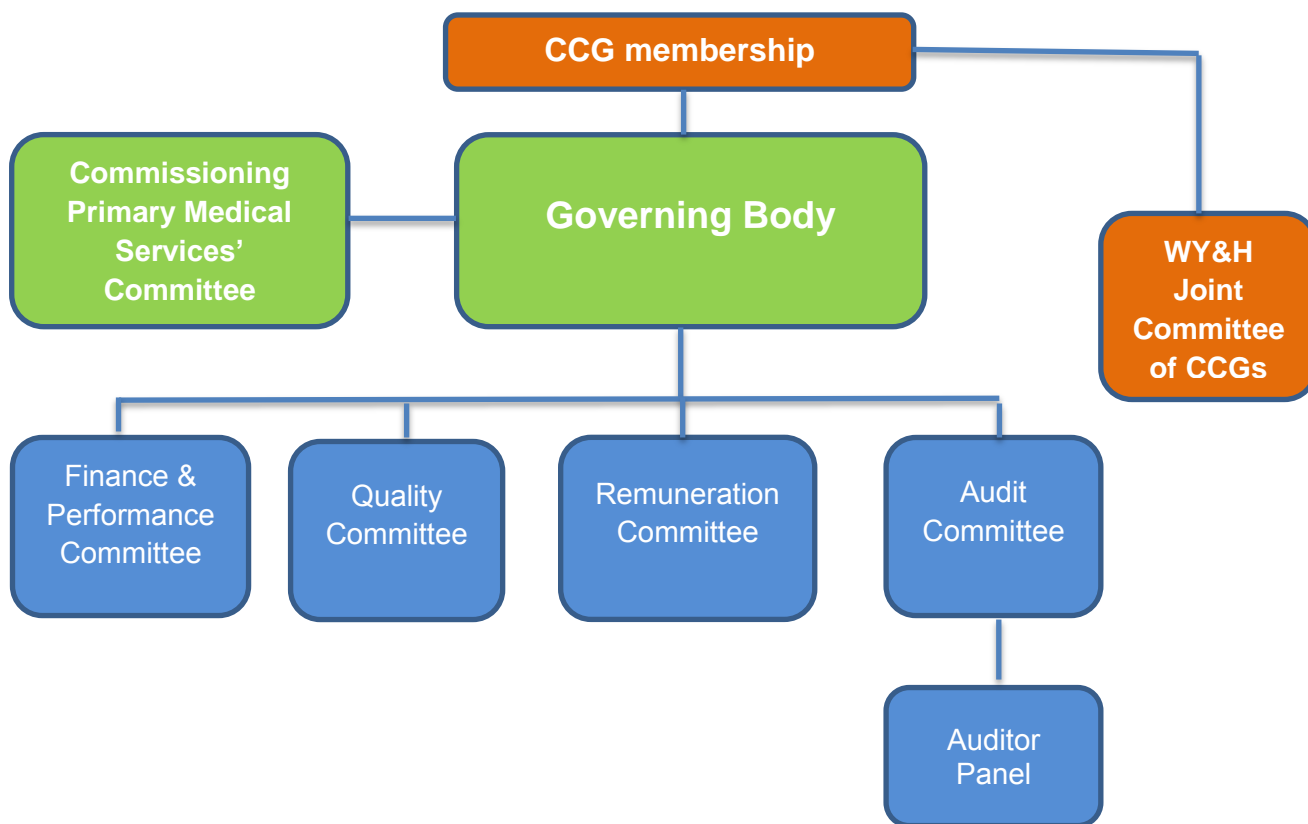 CCG membership
Commissioning
Primary Medical
Services’
Committee
Governing Body
WY&H
Joint
Committee
of CCGs
Finance &
Performance
Committee
Quality
Committee
Remuneration
Committee
Audit
Committee
Auditor
Panel